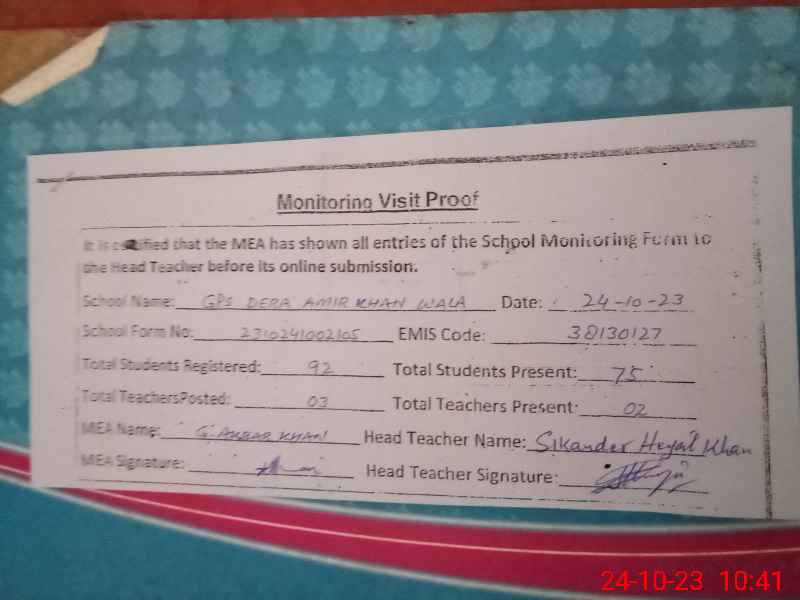 Monitoring Visit Proof
It is certified that the MEA has shown all entries of the School Monitoring Form to
the Head Teacher before its online submission.
School Name: GPS DERA AMIR KHAN WALA Date: 24-10-23
School Form No: 2310241002105 EMIS Code: 38130127
Total Students Registered: 92 Total Students Present: 75
Total TeachersPosted: 03 Total Teachers Present: 02
MEA Name: G. AKBAR KHAN Head Teacher Name: Sikander Hayat Khan
MEA Signature: Head Teacher Signature:
24-10-23 10:41